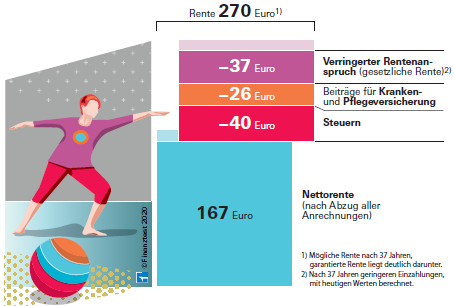 Rente 270 Euro1)
–37 Euro
Verringerter Rentenan-
spruch (gesetzliche Rente)2)
–26 Euro
Beiträge für Kranken-
und Pflegeversicherung
–40 Euro
Steuern
167 Euro
Nettorente
(nach Abzug aller
Anrechnungen)
1) Mögliche Rente nach 37 Jahren,
garantierte Rente liegt deutlich darunter.
2) Nach 37 Jahren geringeren Einzahlungen,
mit heutigen Werten berechnet.
©Finanztest 2020